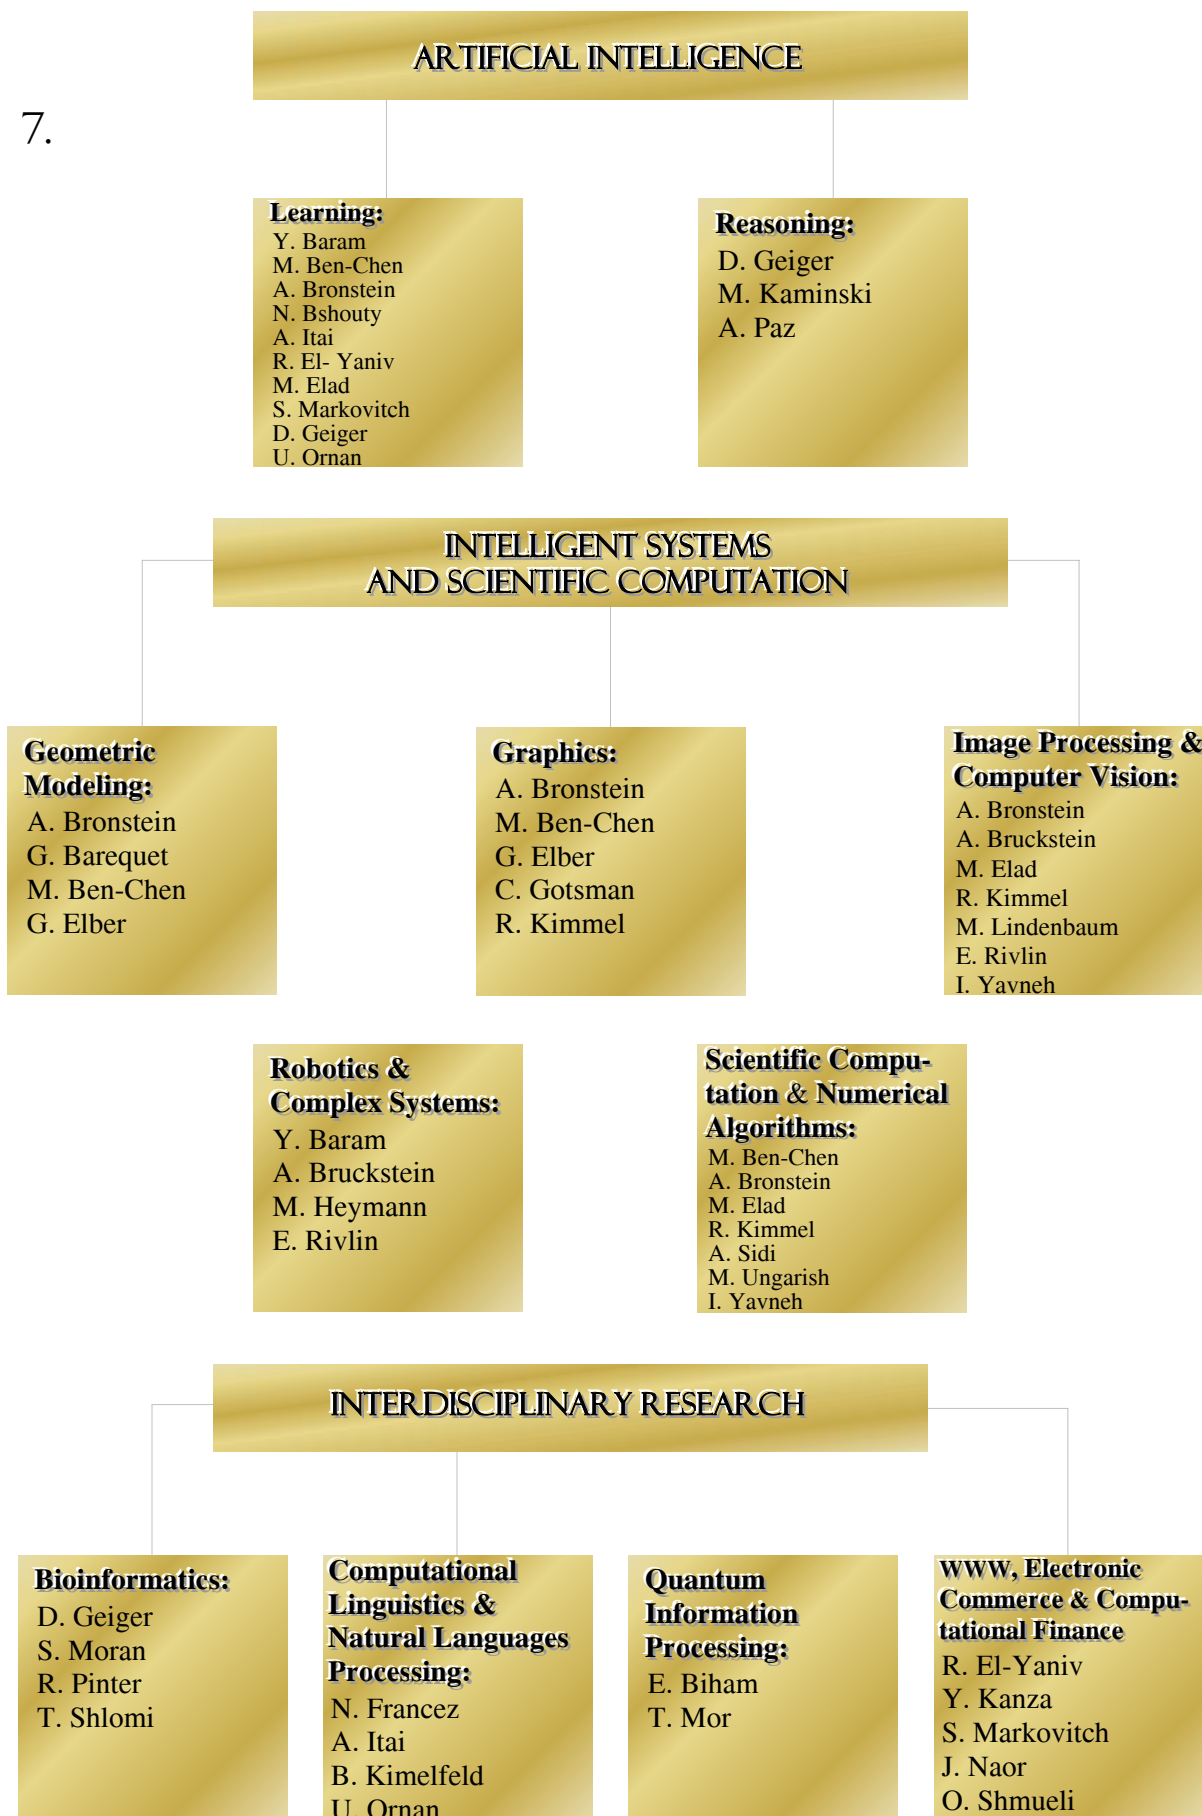 ARTIFICIAL INTELLIGENCE
7.
Learning:
Y. Baram
M. Ben-Chen
A. Bronstein
N. Bshouty
A. Itai
R. El- Yaniv
M. Elad
S. Markovitch
D. Geiger
U. Ornan
Reasoning:
D. Geiger
M. Kaminski
A. Paz
INTELLIGENT SYSTEMS
AND SCIENTIFIC COMPUTATION
Geometric
Modeling:
A. Bronstein
G. Barequet
M. Ben-Chen
G. Elber
Graphics:
A. Bronstein
M. Ben-Chen
G. Elber
C. Gotsman
R. Kimmel
Image Processing &
Computer Vision:
A. Bronstein
A. Bruckstein
M. Elad
R. Kimmel
M. Lindenbaum
E. Rivlin
I. Yavneh
Robotics &
Complex Systems:
Y. Baram
A. Bruckstein
M. Heymann
E. Rivlin
Scientific Compu-
tation & Numerical
Algorithms:
M. Ben-Chen
A. Bronstein
M. Elad
R. Kimmel
A. Sidi
M. Ungarish
I. Yavneh
INTERDISCIPLINARY RESEARCH
Bioinformatics:
D. Geiger
S. Moran
R. Pinter
T. Shlomi
Computational
Linguistics &
Natural Languages
Processing:
N. Francez
A. Itai
B. Kimelfeld
U. Ornan
Quantum
Information
Processing:
E. Biham
T. Mor
WWW, Electronic
Commerce & Compu-
tational Finance
R. El-Yaniv
Y. Kanza
S. Markovitch
J. Naor
O. Shmueli